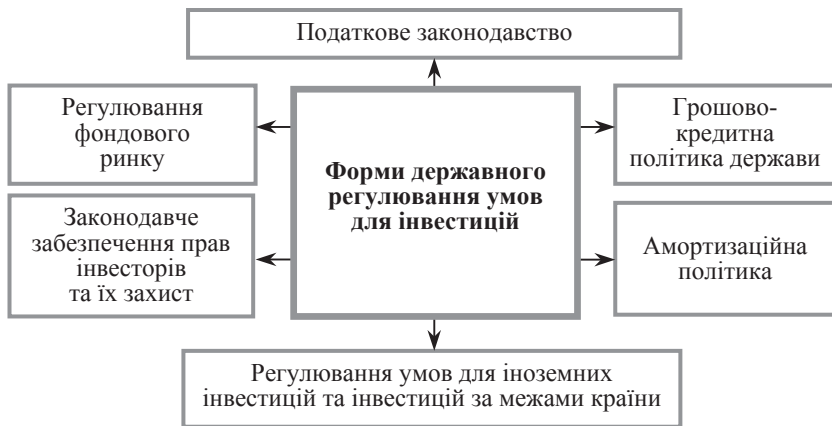 Податкове законодавство
Регулювання
фондового
ринку
Грошово-
кредитна
політика держави
Форми державного
регулювання умов
для інвестицій
Законодавче
забезпечення прав
інвесторів
та їх захист
Амортизаційна
політика
Регулювання умов для іноземних
інвестицій та інвестицій за межами країни